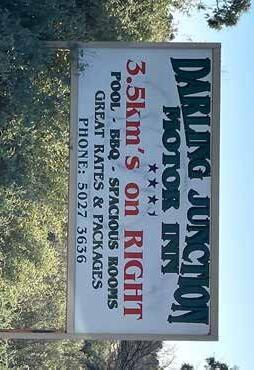 DARLING JUNCTION
MOTOR INN
★★★⯨
3.5km's on RIGHT
POOL - BBQ - SPACIOUS ROOMS
GREAT RATES & PACKAGES
PHONE: 5027 3636